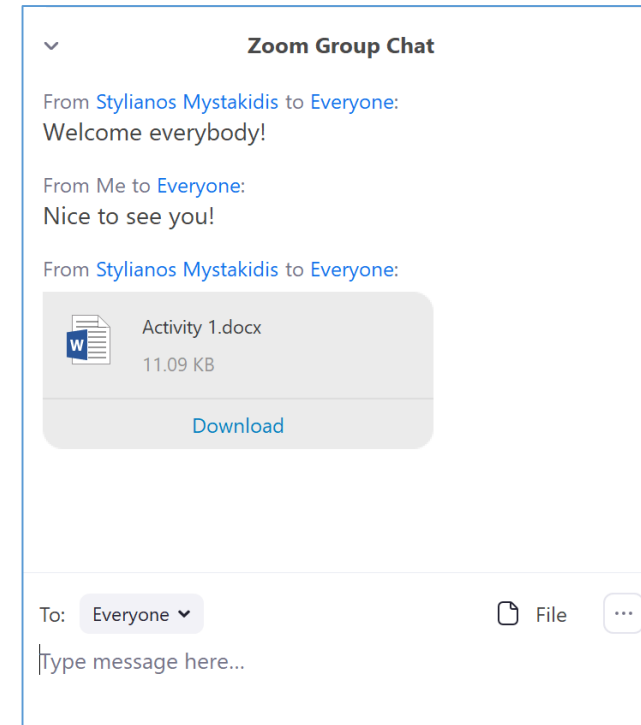 Zoom Group Chat
From Stylianos Mystakidis to Everyone:
Welcome everybody!
From Me to Everyone:
Nice to see you!
From Stylianos Mystakidis to Everyone:
W
Activity 1.docx
11.09 KB
Download
To: Everyone File ...
Type message here...